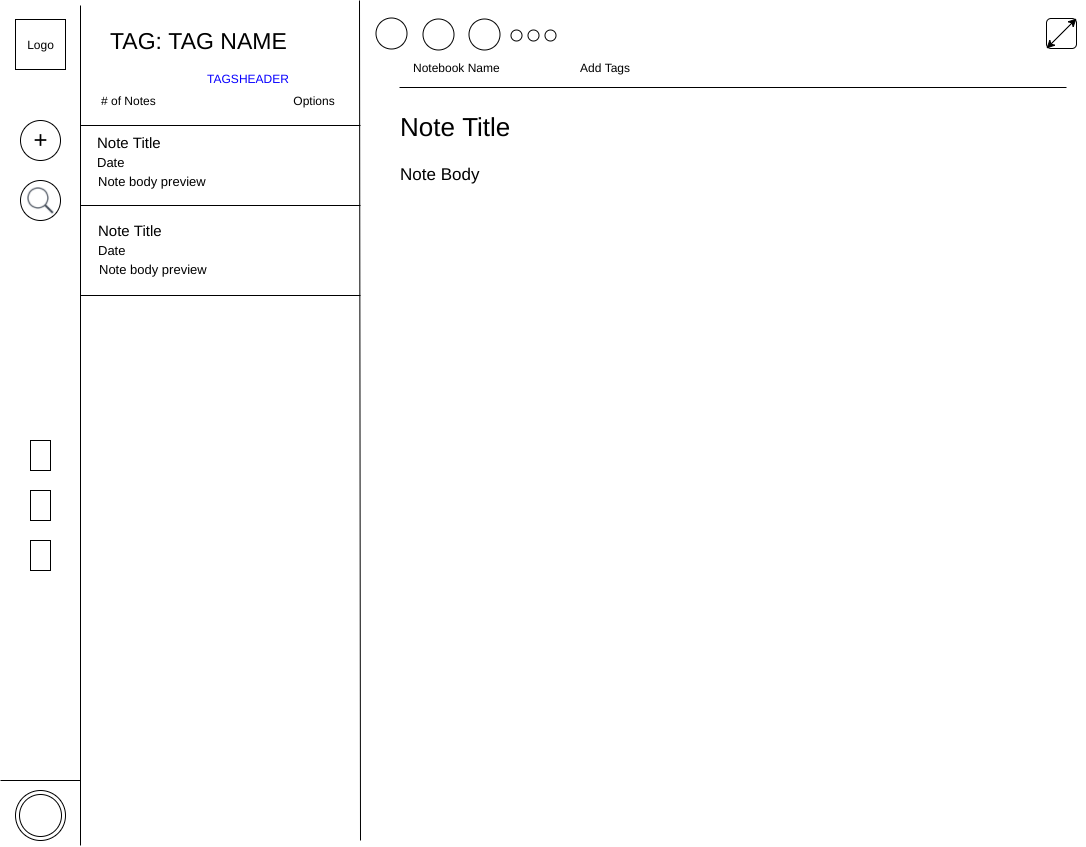 Logo
+
TAG: TAG NAME
TAGSHEADER
# of Notes Options
Note Title
Date
Note body preview
Note Title
Date
Note body preview
Notebook Name Add Tags
Note Title
Note Body